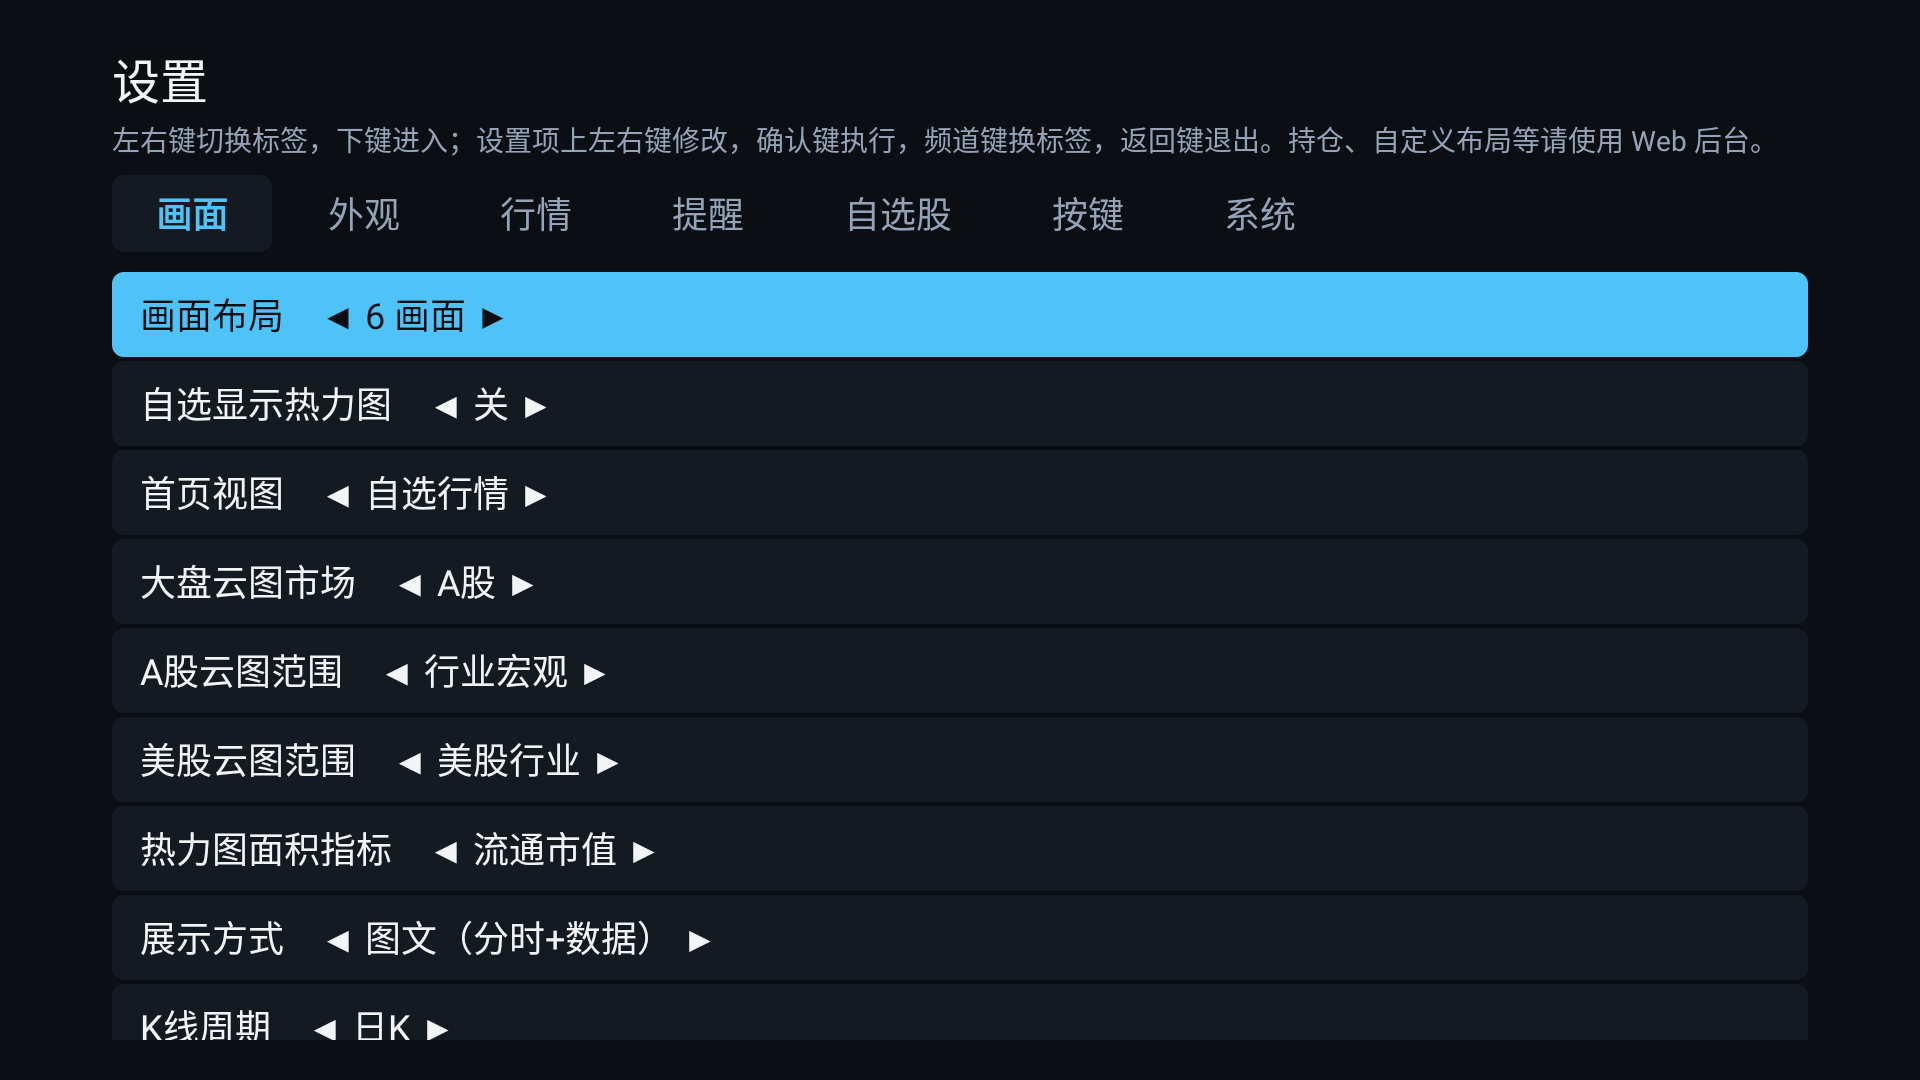 设置
左右键切换标签，下键进入；设置项上左右键修改，确认键执行，频道键换标签，返回键退出。持仓、自定义布局等请使用 Web 后台。
画面 外观 行情 提醒 自选股 按键 系统
画面布局 ◀ 6 画面 ▶
自选显示热力图 ◀ 关 ▶
首页视图 ◀ 自选行情 ▶
大盘云图市场 ◀ A股 ▶
A股云图范围 ◀ 行业宏观 ▶
美股云图范围 ◀ 美股行业 ▶
热力图面积指标 ◀ 流通市值 ▶
展示方式 ◀ 图文（分时+数据） ▶
K线周期 ◀ 日K ▶